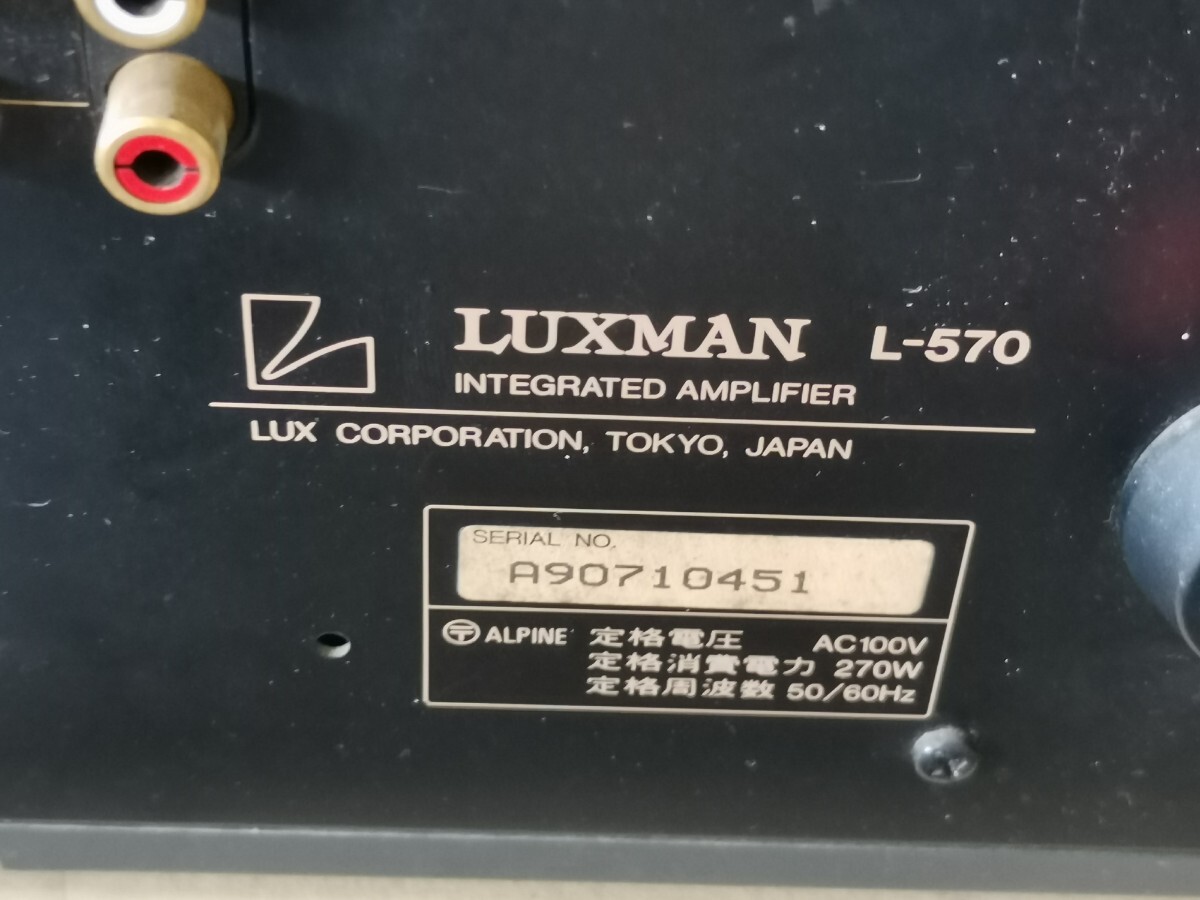 LUXMAN L-570
INTEGRATED AMPLIFIER
LUX CORPORATION, TOKYO, JAPAN
SERIAL NO.
A90710451
〒 ALPINE 定格電圧 AC100V
定格消費電力 270W
定格周波数 50/60Hz